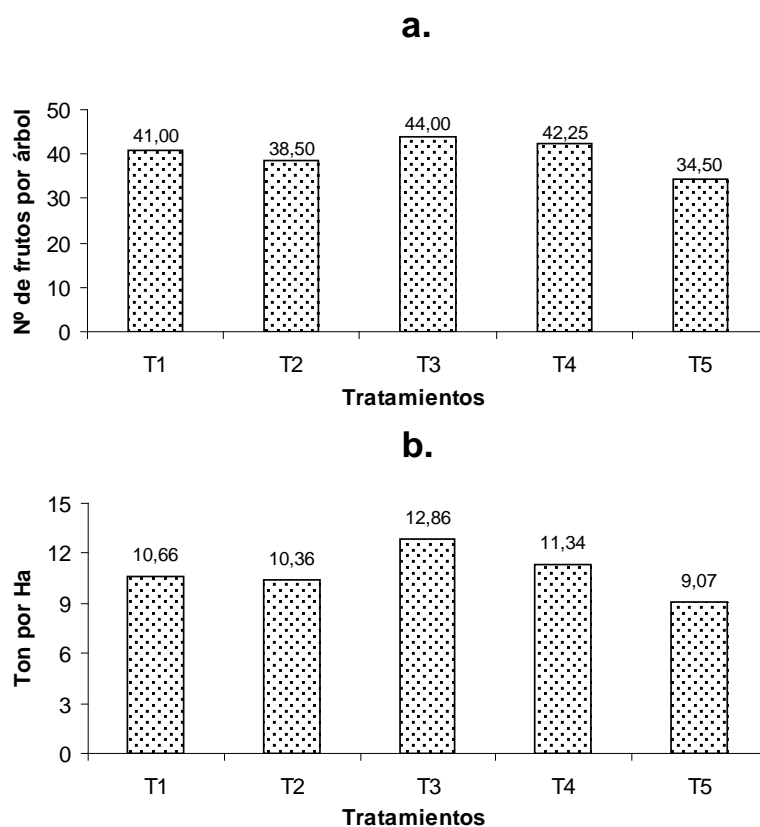 a.
Nº de frutos por árbol
50
40
30
20
10
0
41,00
38,50
44,00
42,25
34,50
T1 T2 T3 T4 T5
Tratamientos
b.
Ton por Ha
15
12
9
6
3
0
10,66
10,36
12,86
11,34
9,07
T1 T2 T3 T4 T5
Tratamientos